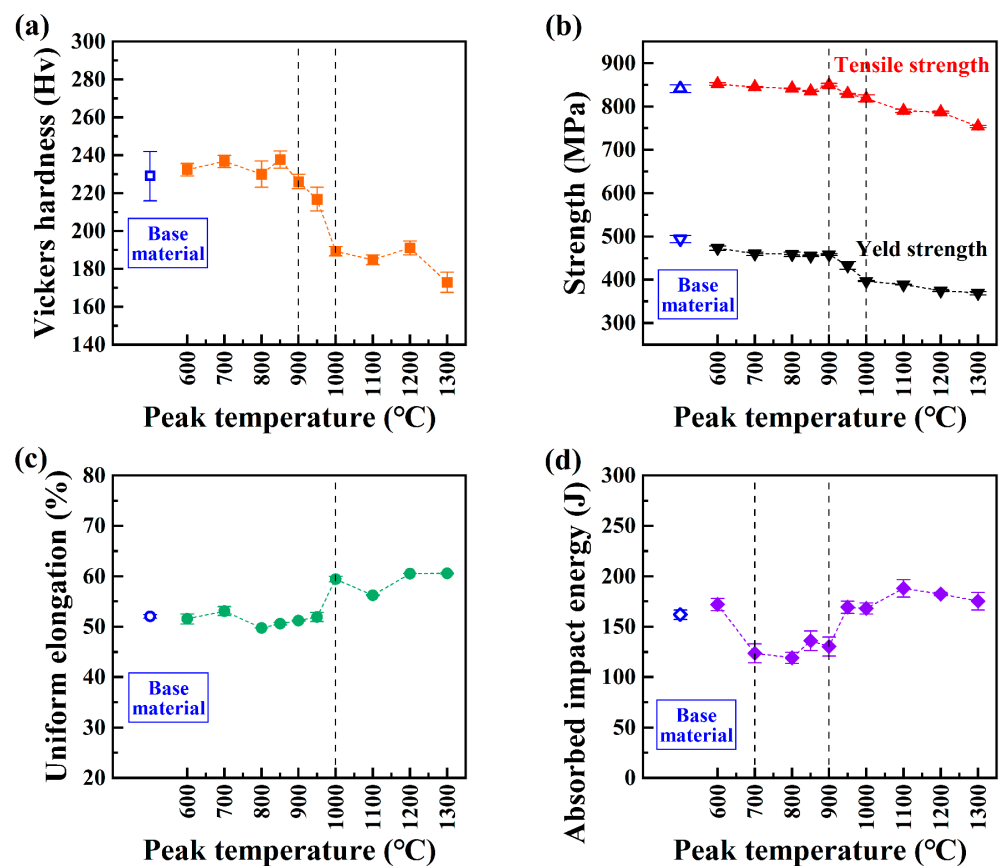 (a)
Vickers hardness (Hv)
300
280
260
240
220
200
180
160
140
Base
material
600
700
800
900
1000
1100
1200
1300
Peak temperature (℃)
(b)
Strength (MPa)
900
800
700
600
500
400
300
Tensile strength
Yeld strength
Base
material
600
700
800
900
1000
1100
1200
1300
Peak temperature (℃)
(c)
Uniform elongation (%)
80
70
60
50
40
30
20
Base
material
600
700
800
900
1000
1100
1200
1300
Peak temperature (℃)
(d)
Absorbed impact energy (J)
300
250
200
150
100
50
0
Base
material
600
700
800
900
1000
1100
1200
1300
Peak temperature (℃)